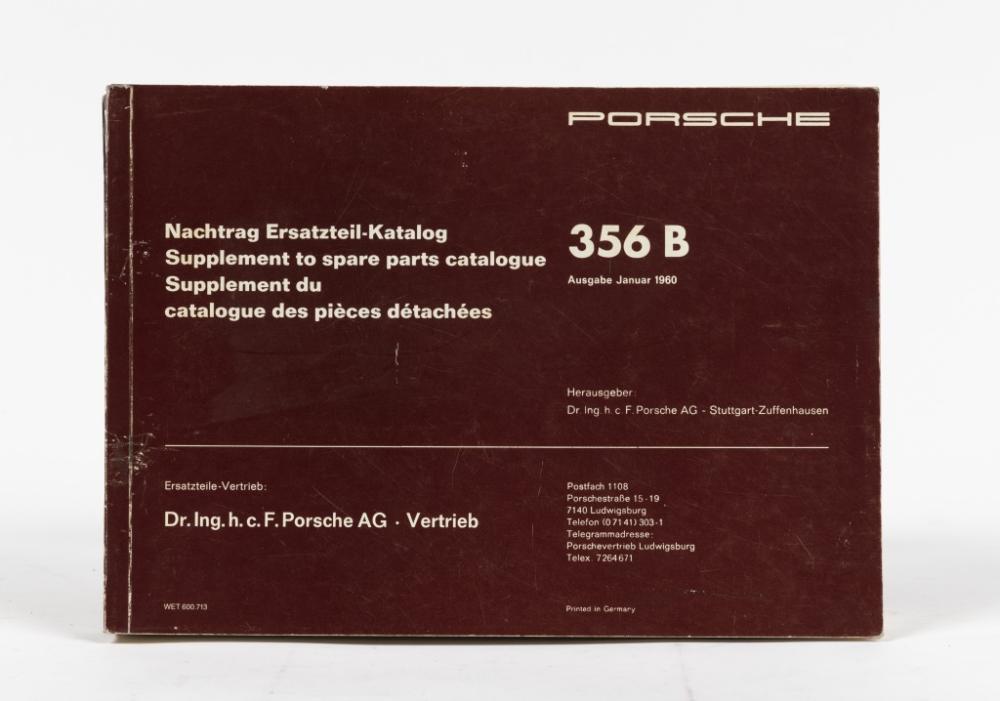 PORSCHE
Nachtrag Ersatzteil-Katalog
Supplement to spare parts catalogue
Supplement du
catalogue des pièces détachées
356 B
Ausgabe Januar 1960
Herausgeber:
Dr. Ing. h. c. F. Porsche AG - Stuttgart-Zuffenhausen
Ersatzteile-Vertrieb:
Dr. Ing. h. c. F. Porsche AG · Vertrieb
Postfach 1108
Porschestraße 15-19
7140 Ludwigsburg
Telefon (07141) 303-1
Telegrammadresse:
Porschevertrieb Ludwigsburg
Telex. 7264671
WET 600.713
Printed in Germany